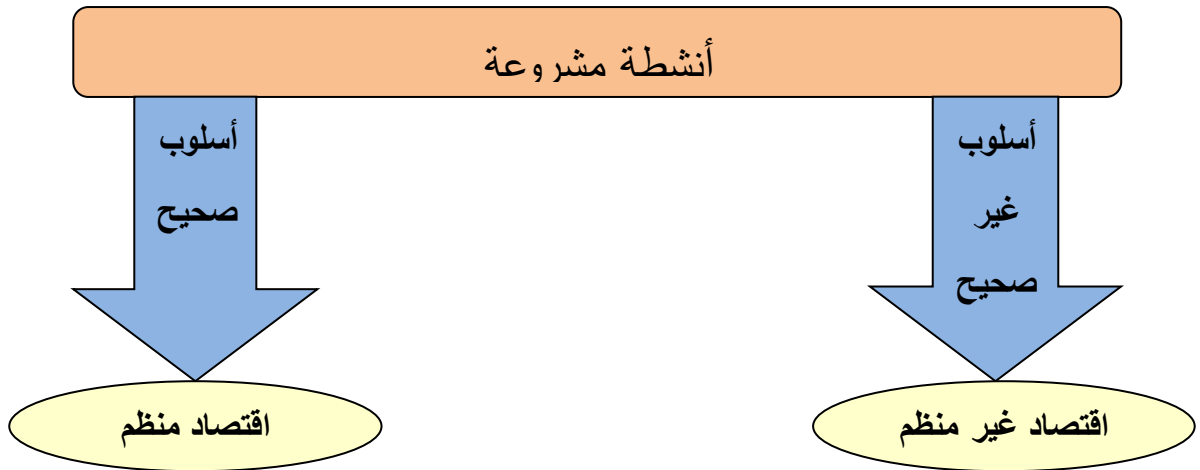 أنشطة مشروعة
أسلوب
غير
صحيح
أسلوب
صحيح
اقتصاد غير منظم
اقتصاد منظم